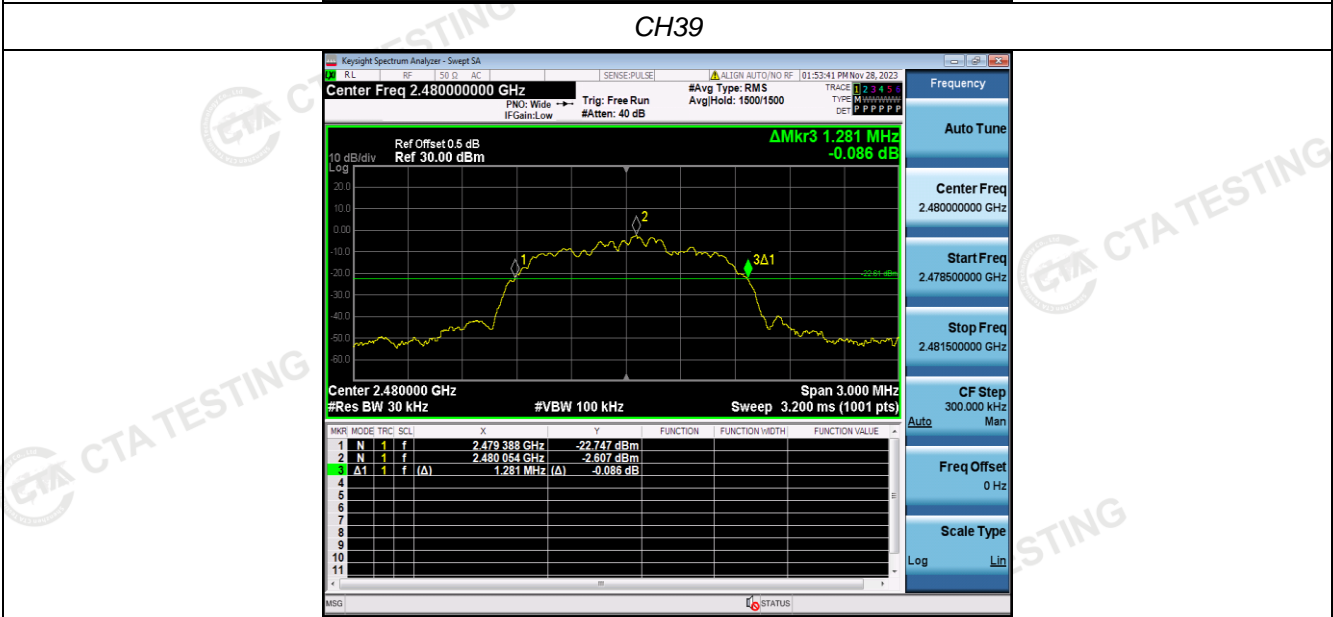 CH39
Keysight Spectrum Analyzer - Swept SA
RL RF 50 Ω AC SENSE:PULSE ALIGN AUTO/NO RF 01:53:41 PM Nov 28, 2023
Center Freq 2.480000000 GHz
PNO: Wide
IFGain:Low
Trig: Free Run
#Atten: 40 dB
#Avg Type: RMS
Avg|Hold: 1500/1500
TRACE 1 2 3 4 5 6
TYPE M WWWWW
DET P P P P P P
ΔMkr3 1.281 MHz
-0.086 dB
Ref Offset 0.5 dB
10 dB/div Ref 30.00 dBm
Log
20.0
10.0
0.00
-10.0
-20.0
-30.0
-40.0
-50.0
-60.0
1
2
3Δ1
-22.61 dBm
Center 2.480000 GHz Span 3.000 MHz
#Res BW 30 kHz #VBW 100 kHz Sweep 3.200 ms (1001 pts)
MKR MODE TRC SCL X Y FUNCTION FUNCTION WIDTH FUNCTION VALUE
1 N 1 f 2.479 388 GHz -22.747 dBm
2 N 1 f 2.480 054 GHz -2.607 dBm
3 Δ1 1 f (Δ) 1.281 MHz (Δ) -0.086 dB
4
5
6
7
8
9
10
11
MSG STATUS
Frequency
Auto Tune
Center Freq
2.480000000 GHz
Start Freq
2.478500000 GHz
Stop Freq
2.481500000 GHz
CF Step
300.000 kHz
Auto Man
Freq Offset
0 Hz
Scale Type
Log Lin
CTA TESTING
CTA TESTING